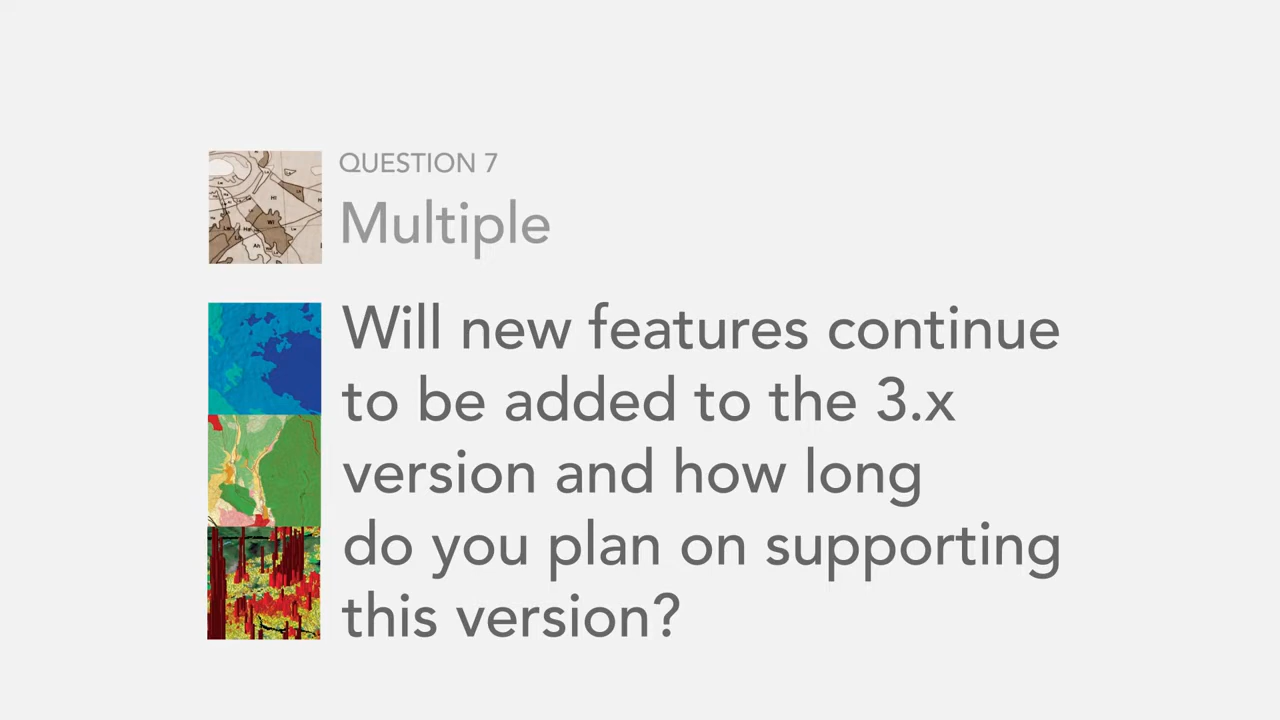 QUESTION 7
Multiple
Will new features continue
to be added to the 3.x
version and how long
do you plan on supporting
this version?